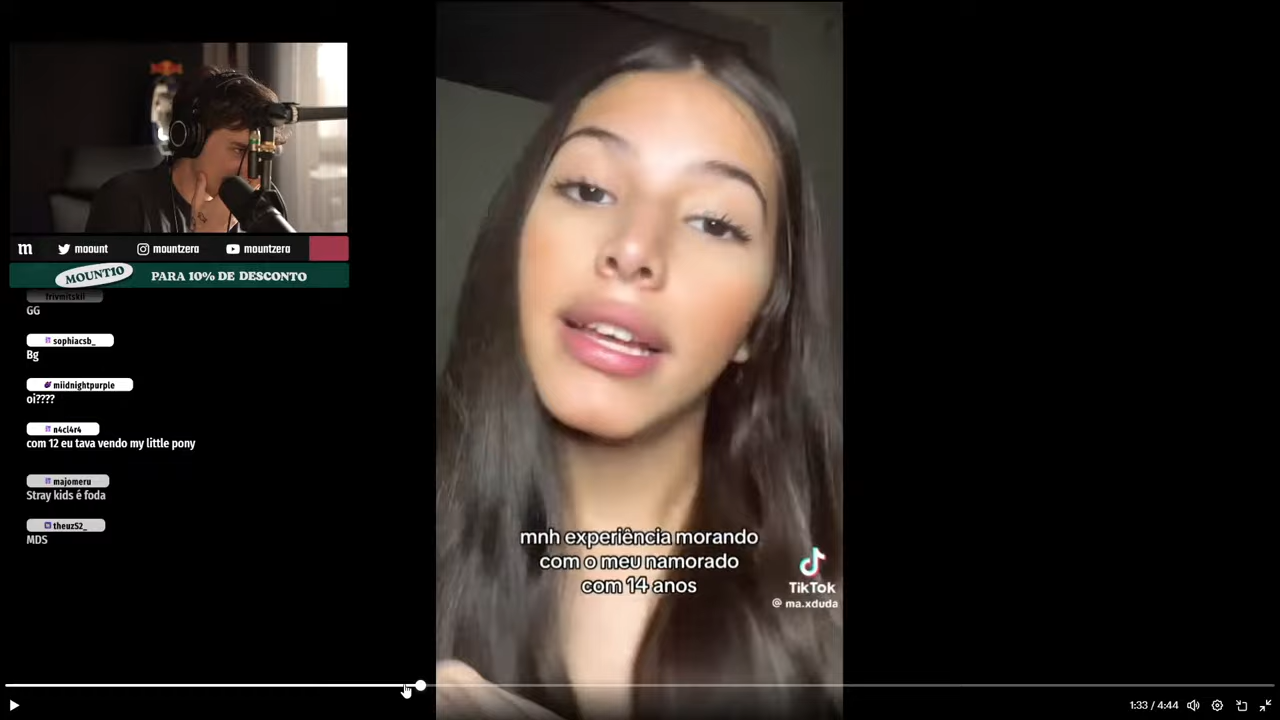 m maount mountzera mountzera
MOUNT10 PARA 10% DE DESCONTO
GG
sophiacsb_
Bg
miidnightpurple
oi????
n4cl4r4
com 12 eu tava vendo my little pony
majomeru
Stray kids é foda
theuzS2_
MDS
mnh experiência morando
com o meu namorado
com 14 anos
TikTok
@ ma.xduda
1:33 / 4:44